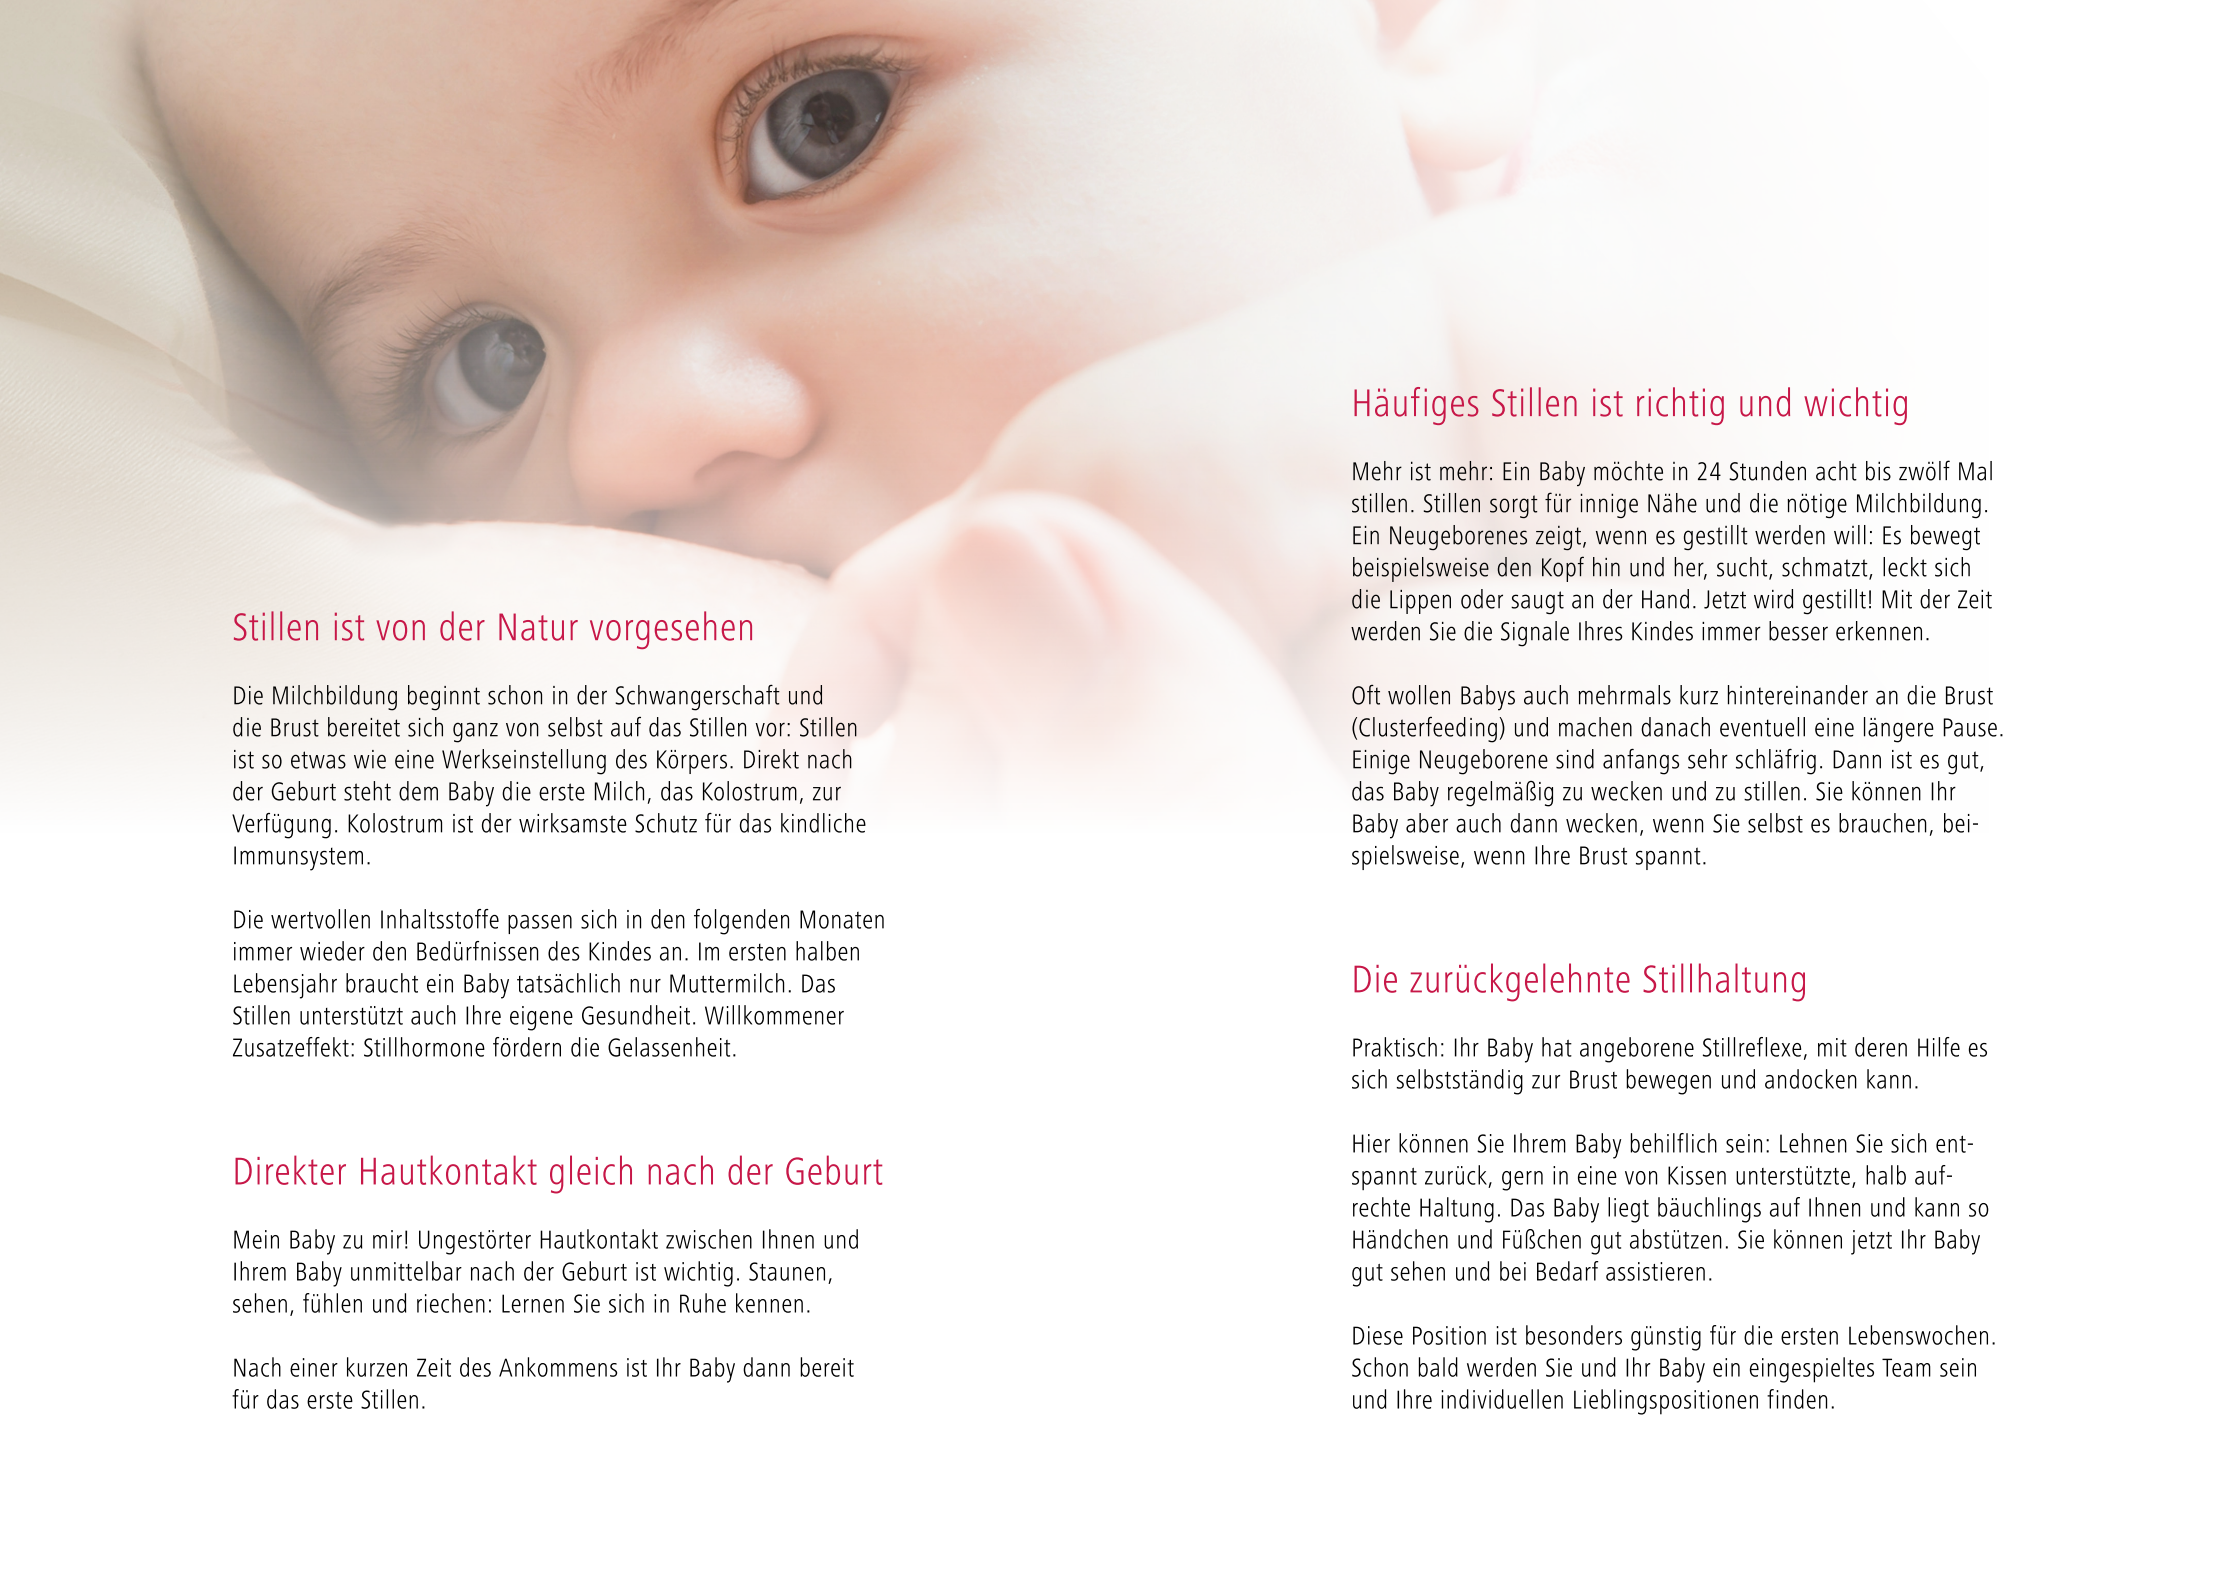 Stillen ist von der Natur vorgesehen
Die Milchbildung beginnt schon in der Schwangerschaft und
die Brust bereitet sich ganz von selbst auf das Stillen vor: Stillen
ist so etwas wie eine Werkseinstellung des Körpers. Direkt nach
der Geburt steht dem Baby die erste Milch, das Kolostrum, zur
Verfügung. Kolostrum ist der wirksamste Schutz für das kindliche
Immunsystem.
Die wertvollen Inhaltsstoffe passen sich in den folgenden Monaten
immer wieder den Bedürfnissen des Kindes an. Im ersten halben
Lebensjahr braucht ein Baby tatsächlich nur Muttermilch. Das
Stillen unterstützt auch Ihre eigene Gesundheit. Willkommener
Zusatzeffekt: Stillhormone fördern die Gelassenheit.
Direkter Hautkontakt gleich nach der Geburt
Mein Baby zu mir! Ungestörter Hautkontakt zwischen Ihnen und
Ihrem Baby unmittelbar nach der Geburt ist wichtig. Staunen,
sehen, fühlen und riechen: Lernen Sie sich in Ruhe kennen.
Nach einer kurzen Zeit des Ankommens ist Ihr Baby dann bereit
für das erste Stillen.
Häufiges Stillen ist richtig und wichtig
Mehr ist mehr: Ein Baby möchte in 24 Stunden acht bis zwölf Mal
stillen. Stillen sorgt für innige Nähe und die nötige Milchbildung.
Ein Neugeborenes zeigt, wenn es gestillt werden will: Es bewegt
beispielsweise den Kopf hin und her, sucht, schmatzt, leckt sich
die Lippen oder saugt an der Hand. Jetzt wird gestillt! Mit der Zeit
werden Sie die Signale Ihres Kindes immer besser erkennen.
Oft wollen Babys auch mehrmals kurz hintereinander an die Brust
(Clusterfeeding) und machen danach eventuell eine längere Pause.
Einige Neugeborene sind anfangs sehr schläfrig. Dann ist es gut,
das Baby regelmäßig zu wecken und zu stillen. Sie können Ihr
Baby aber auch dann wecken, wenn Sie selbst es brauchen, bei-
spielsweise, wenn Ihre Brust spannt.
Die zurückgelehnte Stillhaltung
Praktisch: Ihr Baby hat angeborene Stillreflexe, mit deren Hilfe es
sich selbstständig zur Brust bewegen und andocken kann.
Hier können Sie Ihrem Baby behilflich sein: Lehnen Sie sich ent-
spannt zurück, gern in eine von Kissen unterstützte, halb auf-
rechte Haltung. Das Baby liegt bäuchlings auf Ihnen und kann so
Händchen und Füßchen gut abstützen. Sie können jetzt Ihr Baby
gut sehen und bei Bedarf assistieren.
Diese Position ist besonders günstig für die ersten Lebenswochen.
Schon bald werden Sie und Ihr Baby ein eingespieltes Team sein
und Ihre individuellen Lieblingspositionen finden.